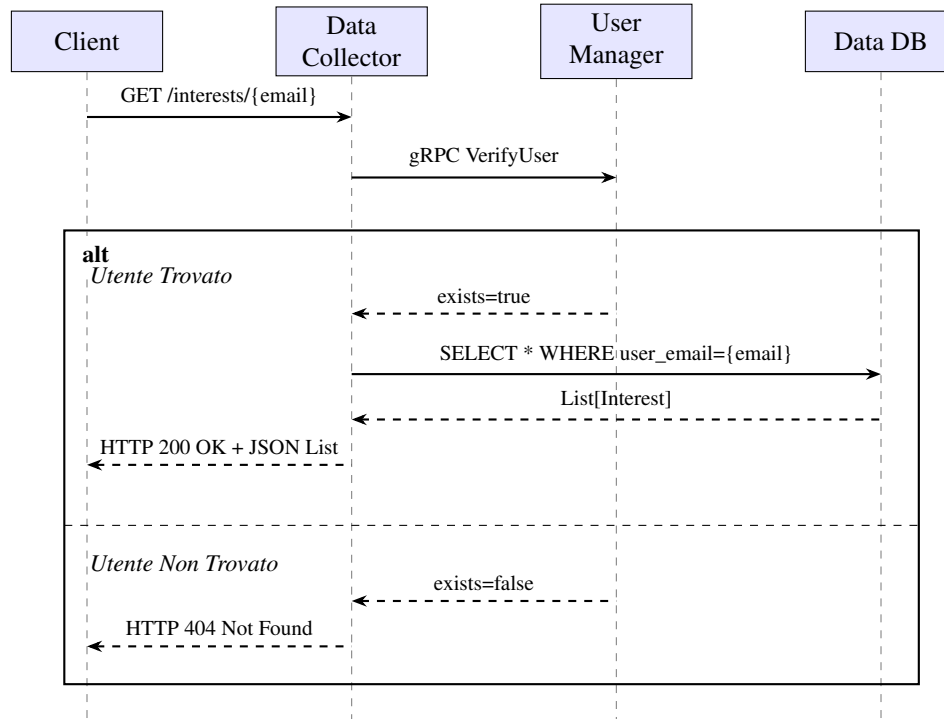 Client
Data
Collector
User
Manager
Data DB
GET /interests/{email}
gRPC VerifyUser
alt
Utente Trovato
exists=true
SELECT * WHERE user_email={email}
List[Interest]
HTTP 200 OK + JSON List
Utente Non Trovato
exists=false
HTTP 404 Not Found